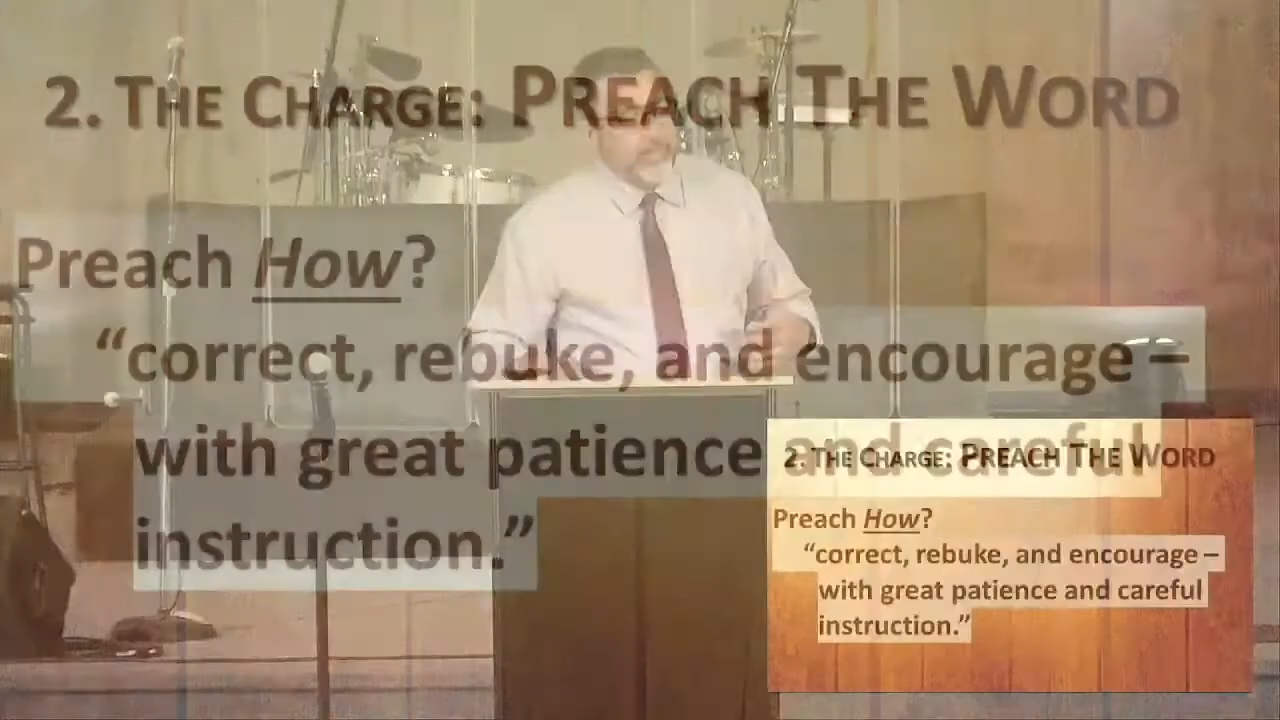 2. THE CHARGE: PREACH THE WORD
Preach How?
“correct, rebuke, and encourage –
with great patience and careful
instruction.”
2. THE CHARGE: PREACH THE WORD
Preach How?
“correct, rebuke, and encourage –
with great patience and careful
instruction.”